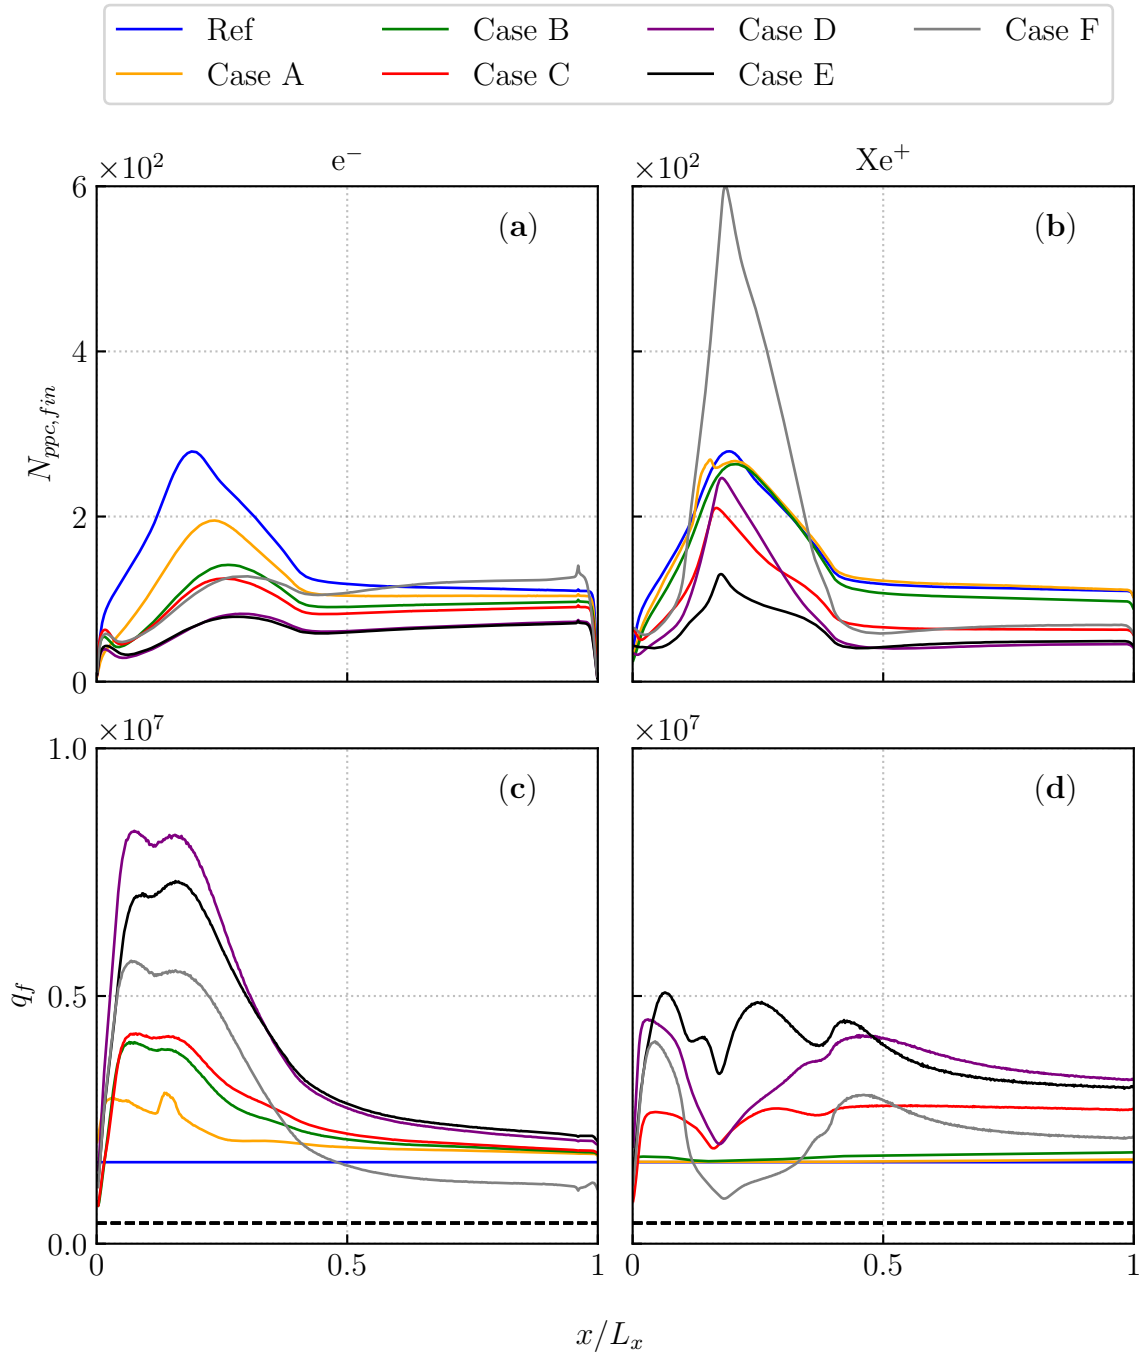 Ref Case B Case D Case F
Case A Case C Case E
×10² e⁻ ×10² Xe⁺
6 (a) (b)
4
N_{ppc,fin}
2
0
×10⁷ ×10⁷
1.0 (c) (d)
0.5
q_f
0.0
0 0.5 1 0 0.5 1
x/L_x